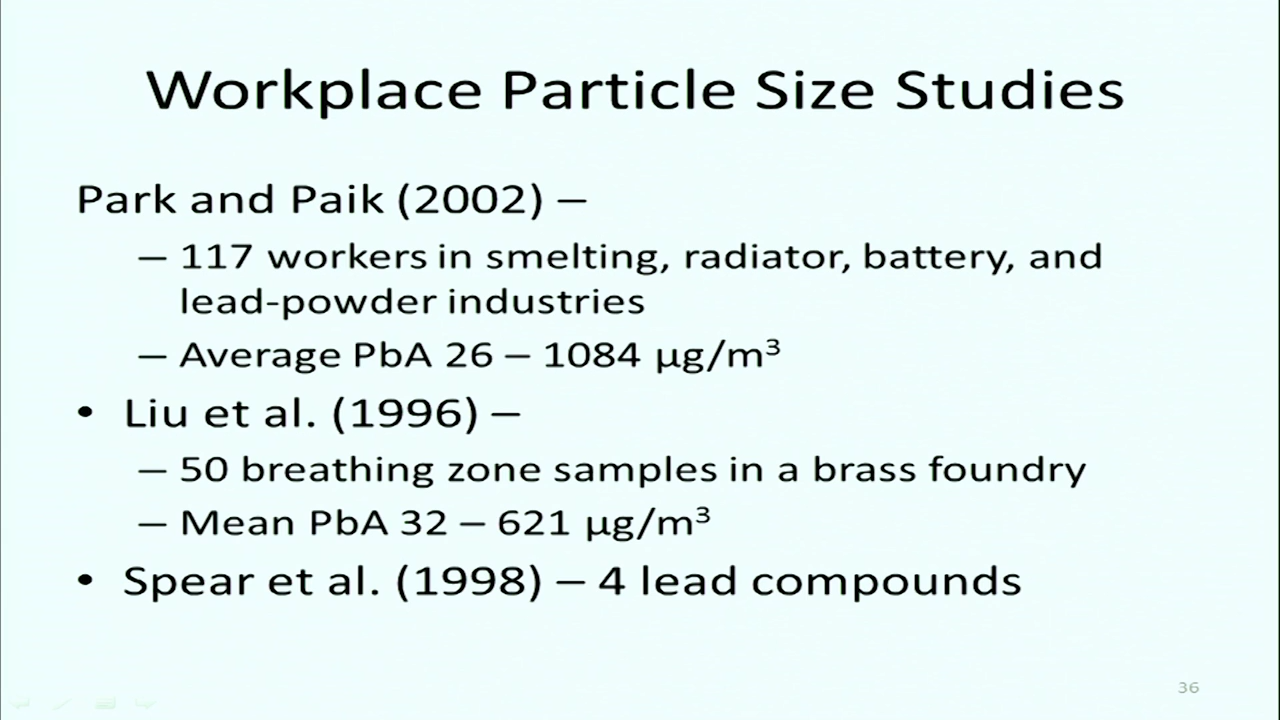 Workplace Particle Size Studies
Park and Paik (2002) –
– 117 workers in smelting, radiator, battery, and
lead-powder industries
– Average PbA 26 – 1084 µg/m³
• Liu et al. (1996) –
– 50 breathing zone samples in a brass foundry
– Mean PbA 32 – 621 µg/m³
• Spear et al. (1998) – 4 lead compounds
36